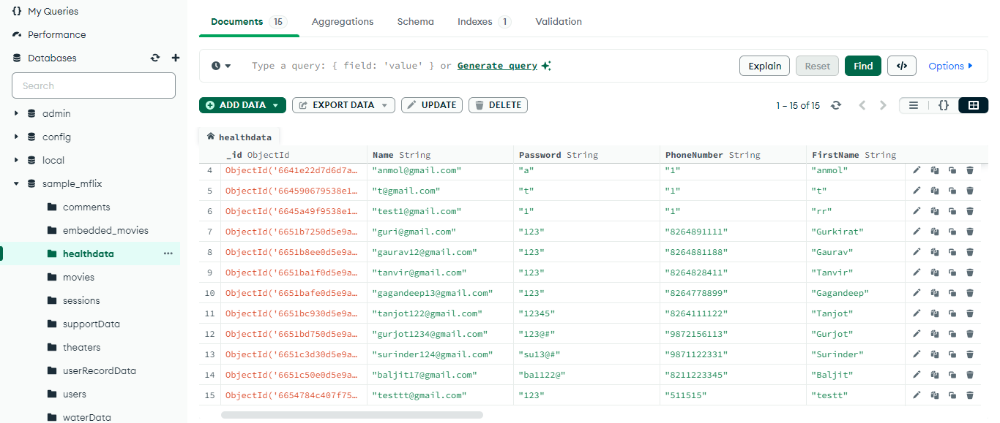 {} My Queries
Performance
Databases
Search
admin
config
local
sample_mflix
comments
embedded_movies
healthdata ...
movies
sessions
supportData
theaters
userRecordData
users
waterData
Documents 15 Aggregations Schema Indexes 1 Validation
Type a query: { field: 'value' } or Generate query
Explain Reset Find </> Options
ADD DATA EXPORT DATA UPDATE DELETE 1 – 15 of 15 {}
healthdata
_id ObjectId Name String Password String PhoneNumber String FirstName String
4 ObjectId('6641e22d7d6d7a… "anmol@gmail.com" "a" "1" "anmol"
5 ObjectId('664590679538e1… "t@gmail.com" "t" "1" "t"
6 ObjectId('6645a49f9538e1… "test1@gmail.com" "1" "1" "rr"
7 ObjectId('6651b7250d5e9a… "guri@gmail.com" "123" "8264891111" "Gurkirat"
8 ObjectId('6651b8ee0d5e9a… "gaurav12@gmail.com" "123" "8264881188" "Gaurav"
9 ObjectId('6651ba1f0d5e9a… "tanvir@gmail.com" "123" "8264828411" "Tanvir"
10 ObjectId('6651bafe0d5e9a… "gagandeep13@gmail.com" "123" "8264778899" "Gagandeep"
11 ObjectId('6651bc930d5e9a… "tanjot122@gmail.com" "12345" "8264111122" "Tanjot"
12 ObjectId('6651bd750d5e9a… "gurjot1234@gmail.com" "123@#" "9872156113" "Gurjot"
13 ObjectId('6651c3d30d5e9a… "surinder124@gmail.com" "su13@#" "9871122331" "Surinder"
14 ObjectId('6651c50e0d5e9a… "baljit17@gmail.com" "ba1122@" "8211223345" "Baljit"
15 ObjectId('6654784c407f75… "testtt@gmail.com" "123" "511515" "testt"